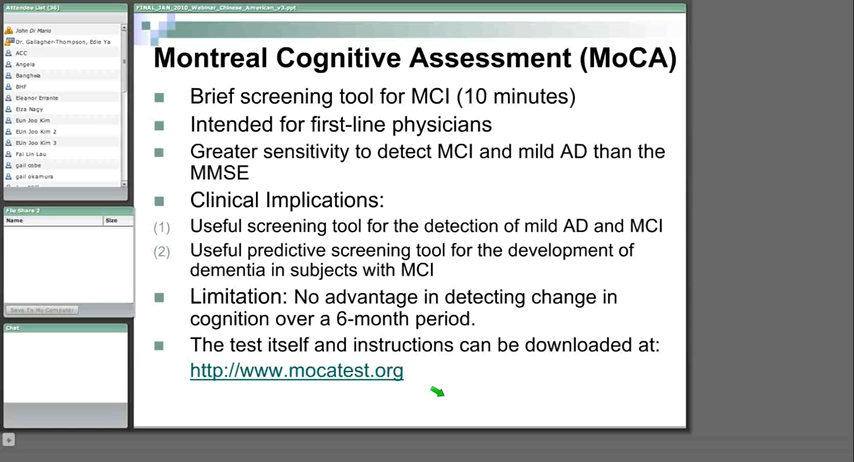 Attendee List (36)
John Di Mario
Dr. Gallagher-Thompson, Edie Ya
ACC
Angela
Banghwa
BHF
Eleanor Errante
Elza Nagy
Eun Joo Kim
Eun Joo Kim 2
Eun Joo Kim 3
Fai Lin Lau
gail cobe
gail okamura
File Share 2
Name Size
Save To My Computer
Chat
FINAL_JAN_2010_Webinar_Chinese_American_v3.ppt
Montreal Cognitive Assessment (MoCA)
Brief screening tool for MCI (10 minutes)
Intended for first-line physicians
Greater sensitivity to detect MCI and mild AD than the
MMSE
Clinical Implications:
(1) Useful screening tool for the detection of mild AD and MCI
(2) Useful predictive screening tool for the development of
dementia in subjects with MCI
Limitation: No advantage in detecting change in
cognition over a 6-month period.
The test itself and instructions can be downloaded at:
http://www.mocatest.org